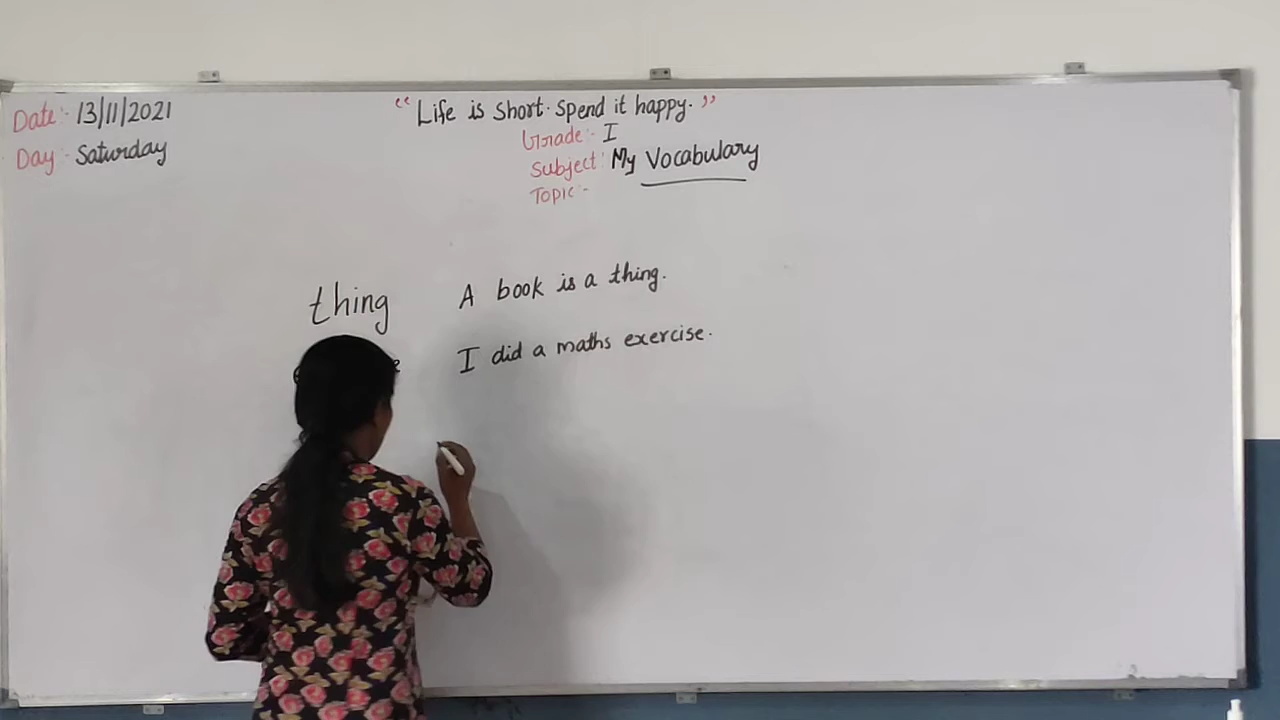 Date:- 13/11/2021
Day:- Saturday
"Life is short. Spend it happy."
Grade:- I
Subject: My Vocabulary
Topic:-
thing A book is a thing.
I did a maths exercise.